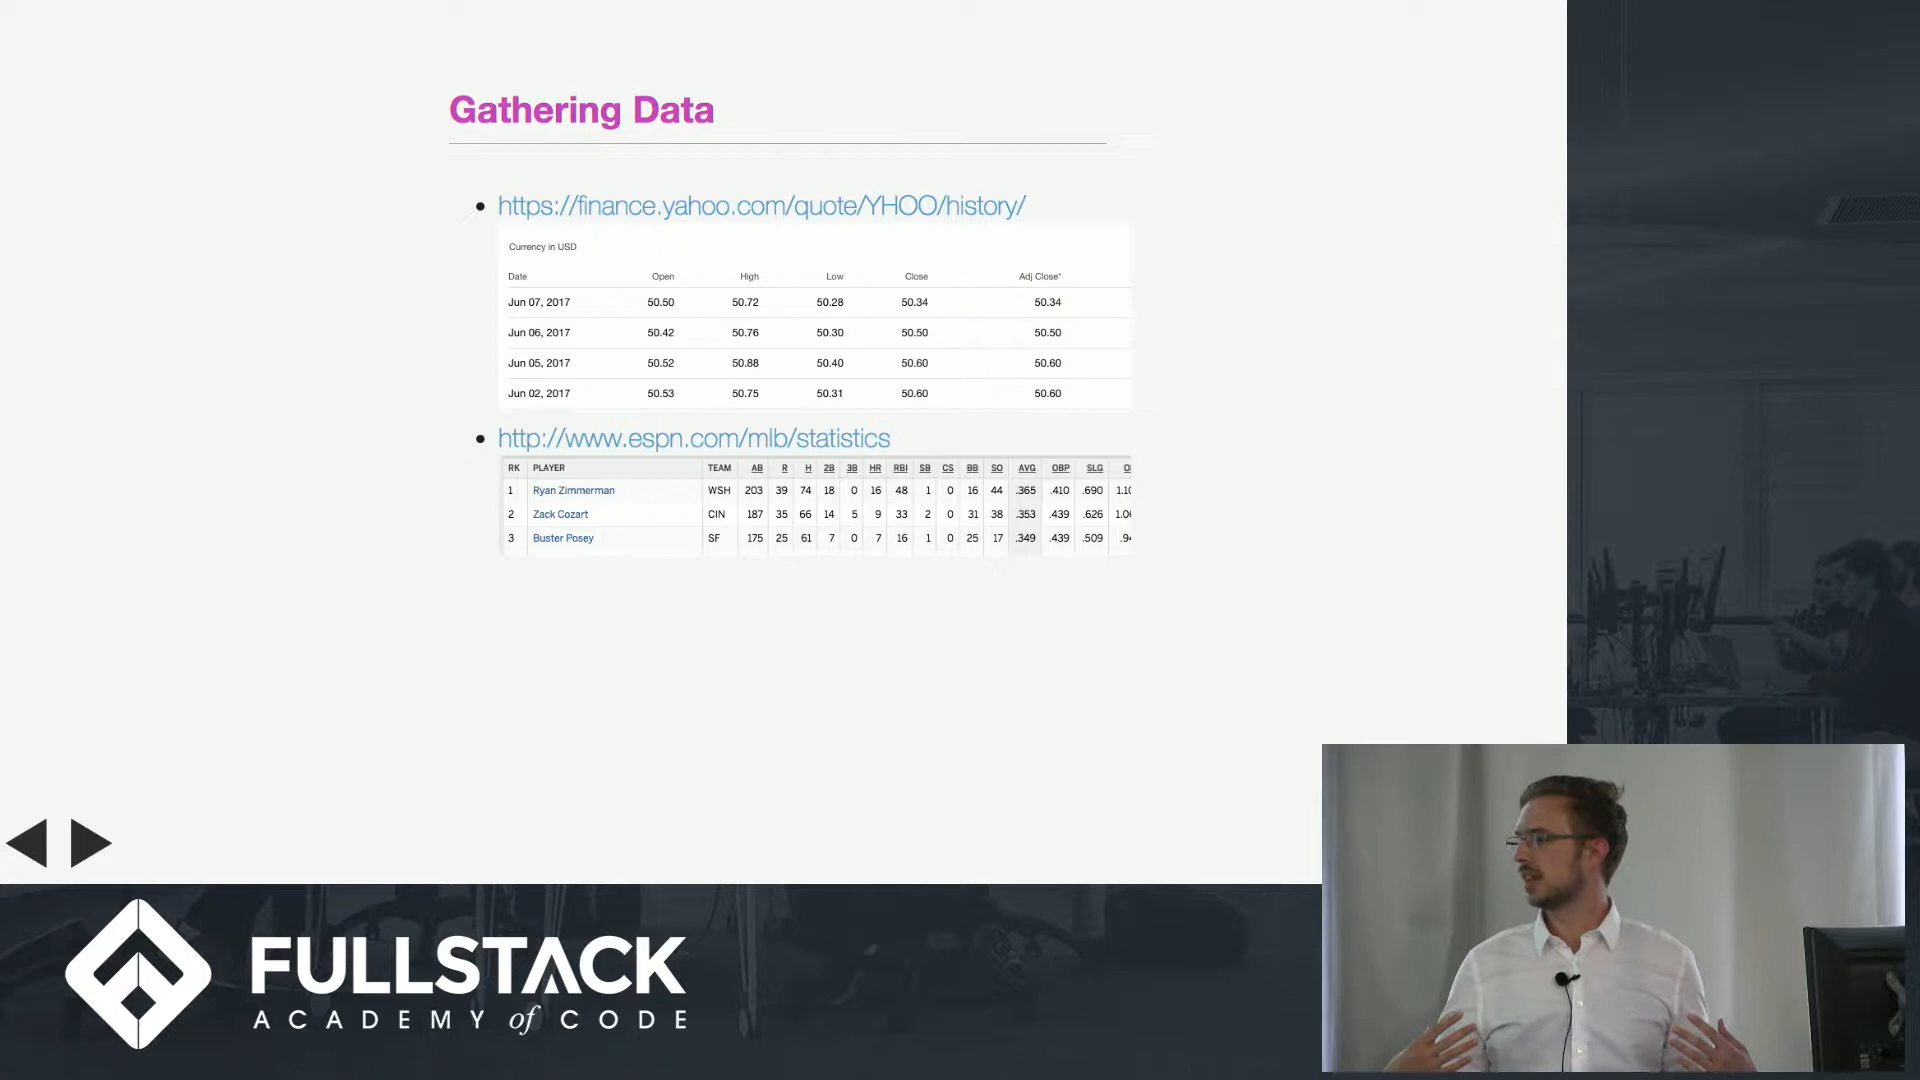 Gathering Data
https://finance.yahoo.com/quote/YHOO/history/
Currency in USD
Date Open High Low Close Adj Close*
Jun 07, 2017 50.50 50.72 50.28 50.34 50.34
Jun 06, 2017 50.42 50.76 50.30 50.50 50.50
Jun 05, 2017 50.52 50.88 50.40 50.60 50.60
Jun 02, 2017 50.53 50.75 50.31 50.60 50.60
http://www.espn.com/mlb/statistics
RK PLAYER TEAM AB R H 2B 3B HR RBI SB CS BB SO AVG OBP SLG
1 Ryan Zimmerman WSH 203 39 74 18 0 16 48 1 0 16 44 .365 .410 .690
2 Zack Cozart CIN 187 35 66 14 5 9 33 2 0 31 38 .353 .439 .626
3 Buster Posey SF 175 25 61 7 0 7 16 1 0 25 17 .349 .439 .509
FULLSTACK
ACADEMY of CODE